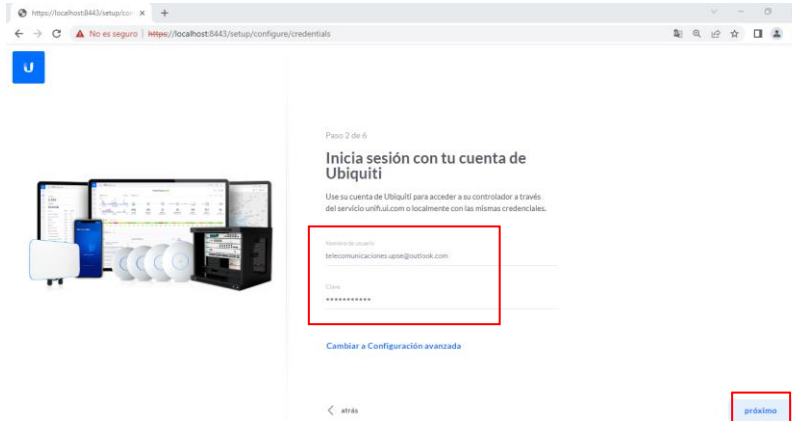 https://localhost:8443/setup/con
No es seguro | https://localhost:8443/setup/configure/credentials
Paso 2 de 6
Inicia sesión con tu cuenta de
Ubiquiti
Use su cuenta de Ubiquiti para acceder a su controlador a través
del servicio unifi.ui.com o localmente con las mismas credenciales.
Nombre de usuario
telecomunicaciones.upse@outlook.com
Clave
***********
Cambiar a Configuración avanzada
atrás
próximo